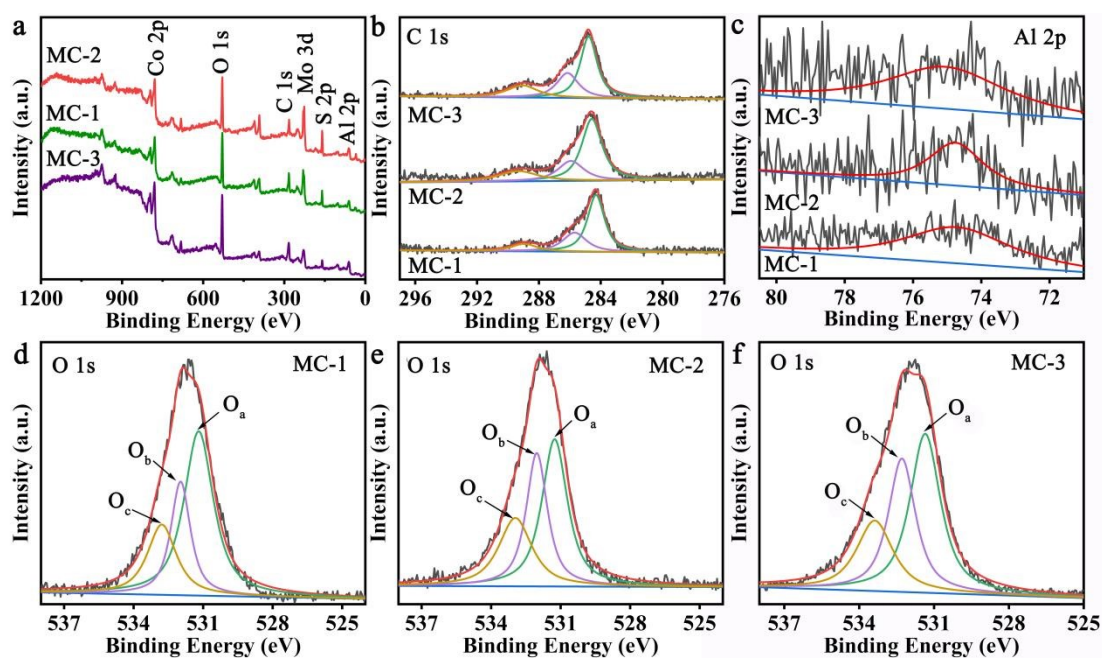 a
MC-2
MC-1
MC-3
Co 2p
O 1s
C 1s
Mo 3d
S 2p
Al 2p
Intensity (a.u.)
1200 900 600 300 0
Binding Energy (eV)
b
C 1s
MC-3
MC-2
MC-1
Intensity (a.u.)
296 292 288 284 280 276
Binding Energy (eV)
c
Al 2p
MC-3
MC-2
MC-1
Intensity (a.u.)
80 78 77 75 74 72
Binding Energy (eV)
d
O 1s
MC-1
Oa
Ob
Oc
Intensity (a.u.)
537 534 531 528 525
Binding Energy (eV)
e
O 1s
MC-2
Oa
Ob
Oc
Intensity (a.u.)
537 534 531 528 525
Binding Energy (eV)
f
O 1s
MC-3
Oa
Ob
Oc
Intensity (a.u.)
537 534 531 528 525
Binding Energy (eV)